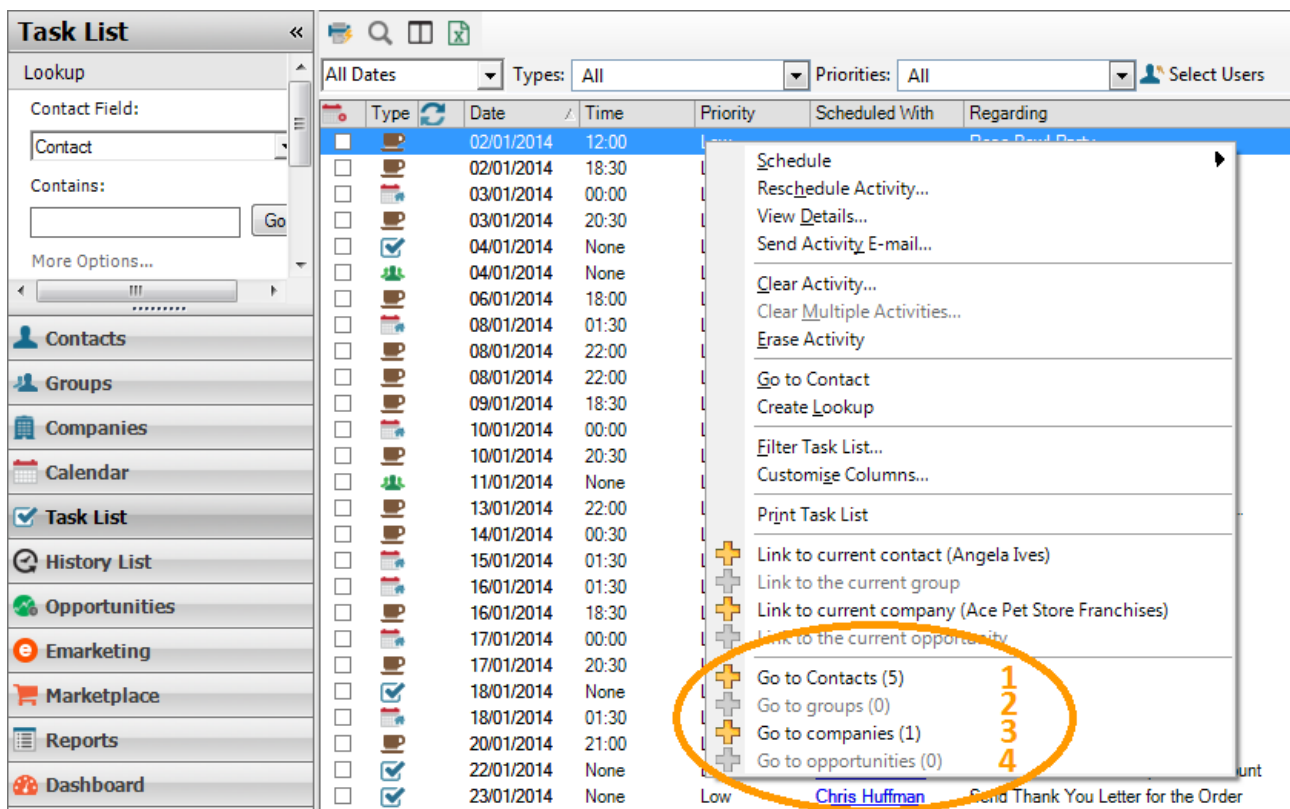 Task List «
Lookup
Contact Field:
Contact
Contains:
Go
More Options...
Contacts
Groups
Companies
Calendar
Task List
History List
Opportunities
Emarketing
Marketplace
Reports
Dashboard
All Dates Types: All Priorities: All Select Users
Type Date Time Priority Scheduled With Regarding
02/01/2014 12:00
02/01/2014 18:30
03/01/2014 00:00
03/01/2014 20:30
04/01/2014 None
04/01/2014 None
06/01/2014 18:00
08/01/2014 01:30
08/01/2014 22:00
08/01/2014 22:00
09/01/2014 18:30
10/01/2014 00:00
10/01/2014 20:30
11/01/2014 None
13/01/2014 22:00
14/01/2014 00:30
15/01/2014 01:30
16/01/2014 01:30
16/01/2014 18:30
17/01/2014 00:00
17/01/2014 20:30
18/01/2014 None
18/01/2014 01:30
20/01/2014 21:00
22/01/2014 None
23/01/2014 None Low Chris Huffman Send Thank You Letter for the Order
Schedule
Reschedule Activity...
View Details...
Send Activity E-mail...
Clear Activity...
Clear Multiple Activities...
Erase Activity
Go to Contact
Create Lookup
Filter Task List...
Customise Columns...
Print Task List
Link to current contact (Angela Ives)
Link to the current group
Link to current company (Ace Pet Store Franchises)
Link to the current opportunity
Go to Contacts (5) 1
Go to groups (0) 2
Go to companies (1) 3
Go to opportunities (0) 4